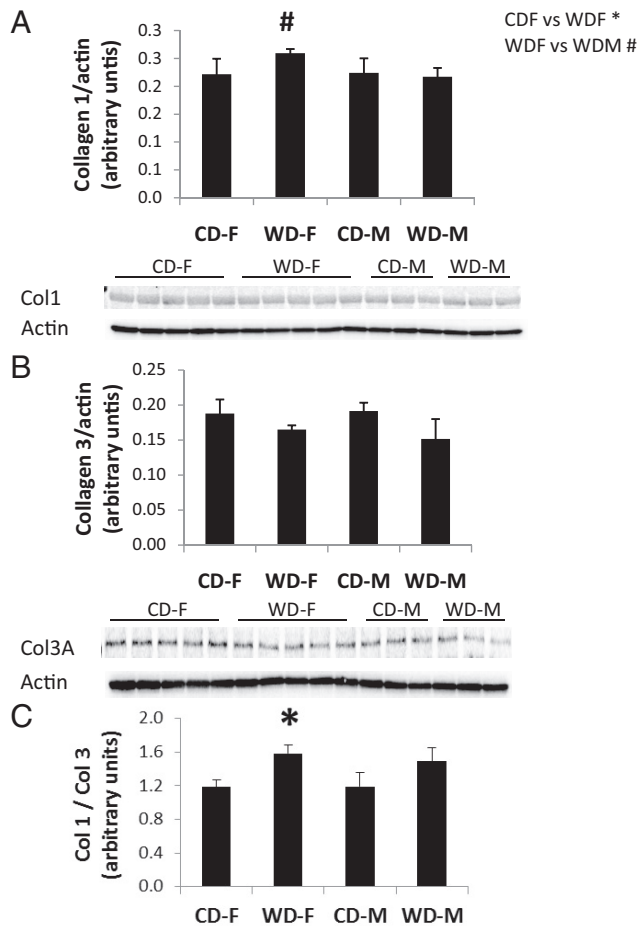 A
CDF vs WDF *
WDF vs WDM #
Collagen 1/actin
(arbitrary untis)
0.3
0.3
0.2
0.2
0.1
0.1
0.0
#
CD-F WD-F CD-M WD-M
CD-F WD-F CD-M WD-M
Col1
Actin
B
Collagen 3/actin
(arbitrary untis)
0.25
0.20
0.15
0.10
0.05
0.00
CD-F WD-F CD-M WD-M
CD-F WD-F CD-M WD-M
Col3A
Actin
C
Col 1 / Col 3
(arbitrary units)
2.0
1.6
1.2
0.8
0.4
0.0
*
CD-F WD-F CD-M WD-M